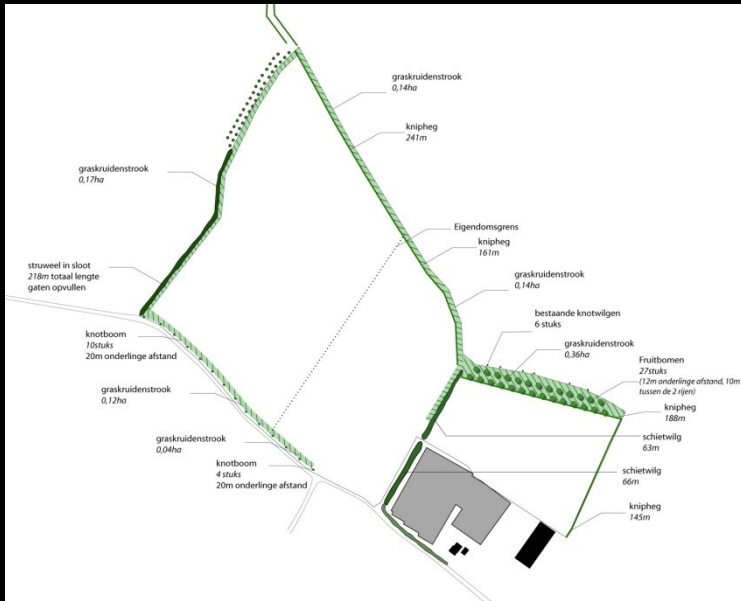 graskruidenstrook
0,14ha
knipheg
241m
graskruidenstrook
0,17ha
Eigendomsgrens
knipheg
161m
struweel in sloot
218m totaal lengte
gaten opvullen
graskruidenstrook
0,14ha
bestaande knotwilgen
6 stuks
knotboom
10stuks
20m onderlinge afstand
graskruidenstrook
0,36ha
Fruitbomen
27stuks
(12m onderlinge afstand, 10m
tussen de 2 rijen)
graskruidenstrook
0,12ha
knipheg
188m
graskruidenstrook
0,04ha
schietwilg
63m
knotboom
4 stuks
20m onderlinge afstand
schietwilg
66m
knipheg
145m